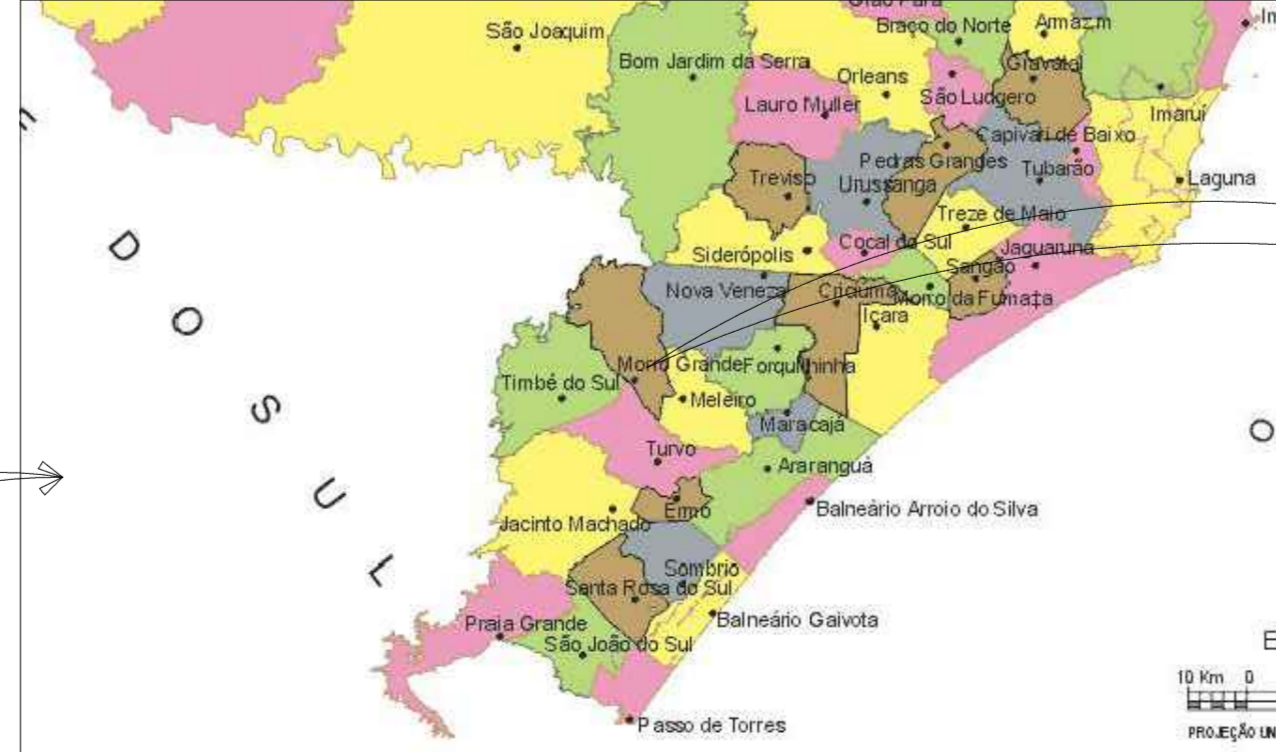 São Joaquim
Braço do Norte
Armaz m
Bom Jardim da Serra
Orleans
Gravatal
Lauro Muller
São Ludgero
Imaruí
Capivari de Baixo
Pedras Grandes
Treviso
Urussanga
Tubarão
Laguna
Treze de Maio
Cocal do Sul
Siderópolis
Jaguaruna
Sangão
Nova Veneza
Criciuma
Morro da Fuma‡a
Içara
Morro Grande
Forquilhinha
Timbé do Sul
Meleiro
Maracajá
Turvo
Araranguá
Ermo
Balneário Arroio do Silva
Jacinto Machado
Sombrio
Santa Rosa do Sul
Praia Grande
Balneário Gaivota
São João do Sul
Passo de Torres
D O S U L
O
E
10 Km 0
PROJEÇÃO UN